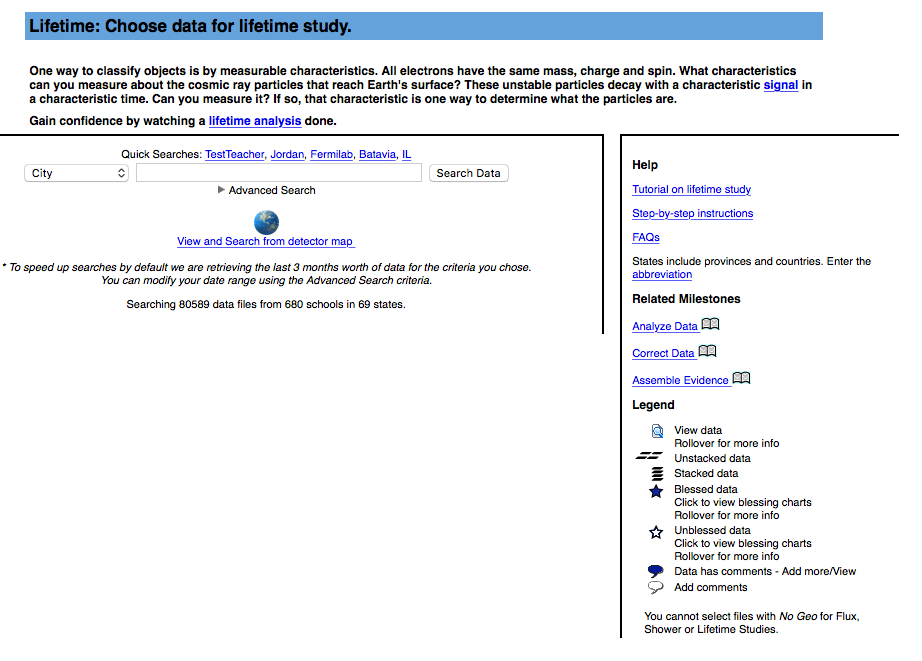 Lifetime: Choose data for lifetime study.
One way to classify objects is by measurable characteristics. All electrons have the same mass, charge and spin. What characteristics
can you measure about the cosmic ray particles that reach Earth's surface? These unstable particles decay with a characteristic signal in
a characteristic time. Can you measure it? If so, that characteristic is one way to determine what the particles are.
Gain confidence by watching a lifetime analysis done.
Quick Searches: TestTeacher, Jordan, Fermilab, Batavia, IL
City
Search Data
Advanced Search
View and Search from detector map
* To speed up searches by default we are retrieving the last 3 months worth of data for the criteria you chose.
You can modify your date range using the Advanced Search criteria.
Searching 80589 data files from 680 schools in 69 states.
Help
Tutorial on lifetime study
Step-by-step instructions
FAQs
States include provinces and countries. Enter the
abbreviation
Related Milestones
Analyze Data
Correct Data
Assemble Evidence
Legend
View data
Rollover for more info
Unstacked data
Stacked data
Blessed data
Click to view blessing charts
Rollover for more info
Unblessed data
Click to view blessing charts
Rollover for more info
Data has comments - Add more/View
Add comments
You cannot select files with No Geo for Flux,
Shower or Lifetime Studies.